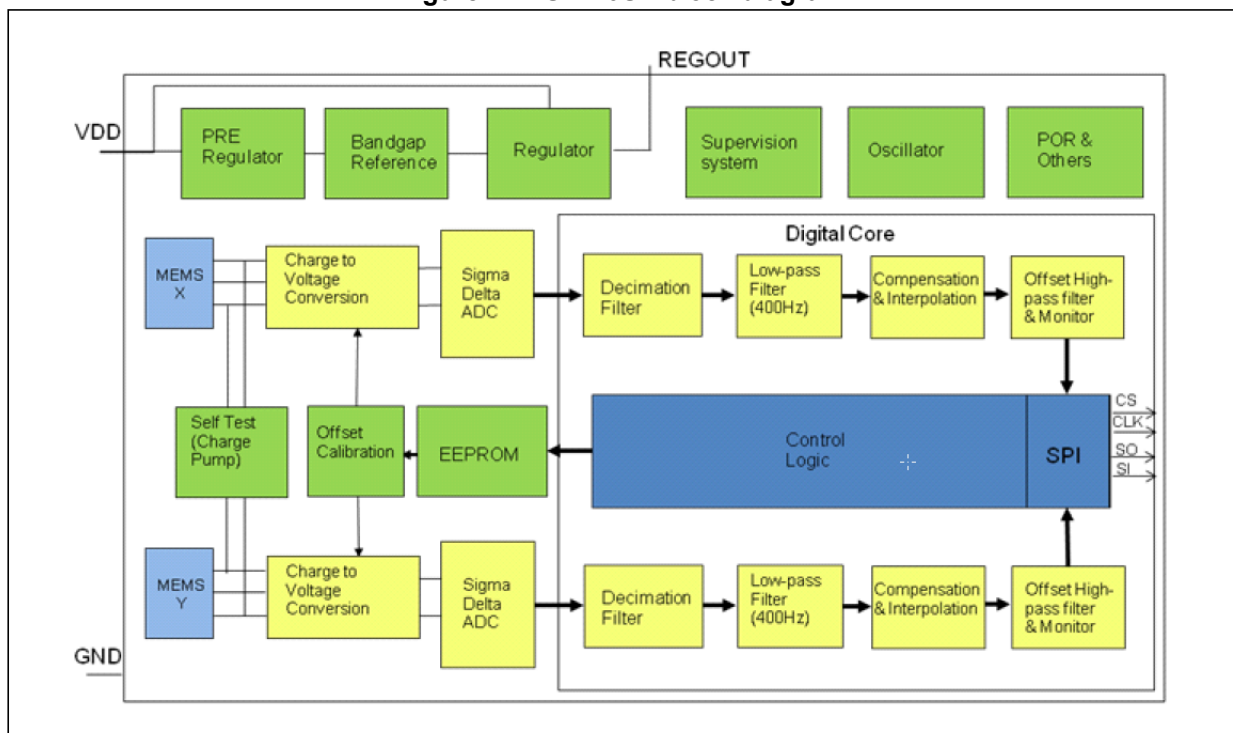 REGOUT
VDD
PRE
Regulator
Bandgap
Reference
Regulator
Supervision
system
Oscillator
POR &
Others
Digital Core
MEMS
X
Charge to
Voltage
Conversion
Sigma
Delta
ADC
Decimation
Filter
Low-pass
Filter
(400Hz)
Compensation
& Interpolation
Offset High-
pass filter
& Monitor
Self Test
(Charge
Pump)
Offset
Calibration
EEPROM
Control
Logic
SPI
CS
CLK
SO
SI
MEMS
Y
Charge to
Voltage
Conversion
Sigma
Delta
ADC
Decimation
Filter
Low-pass
Filter
(400Hz)
Compensation
& Interpolation
Offset High-
pass filter
& Monitor
GND